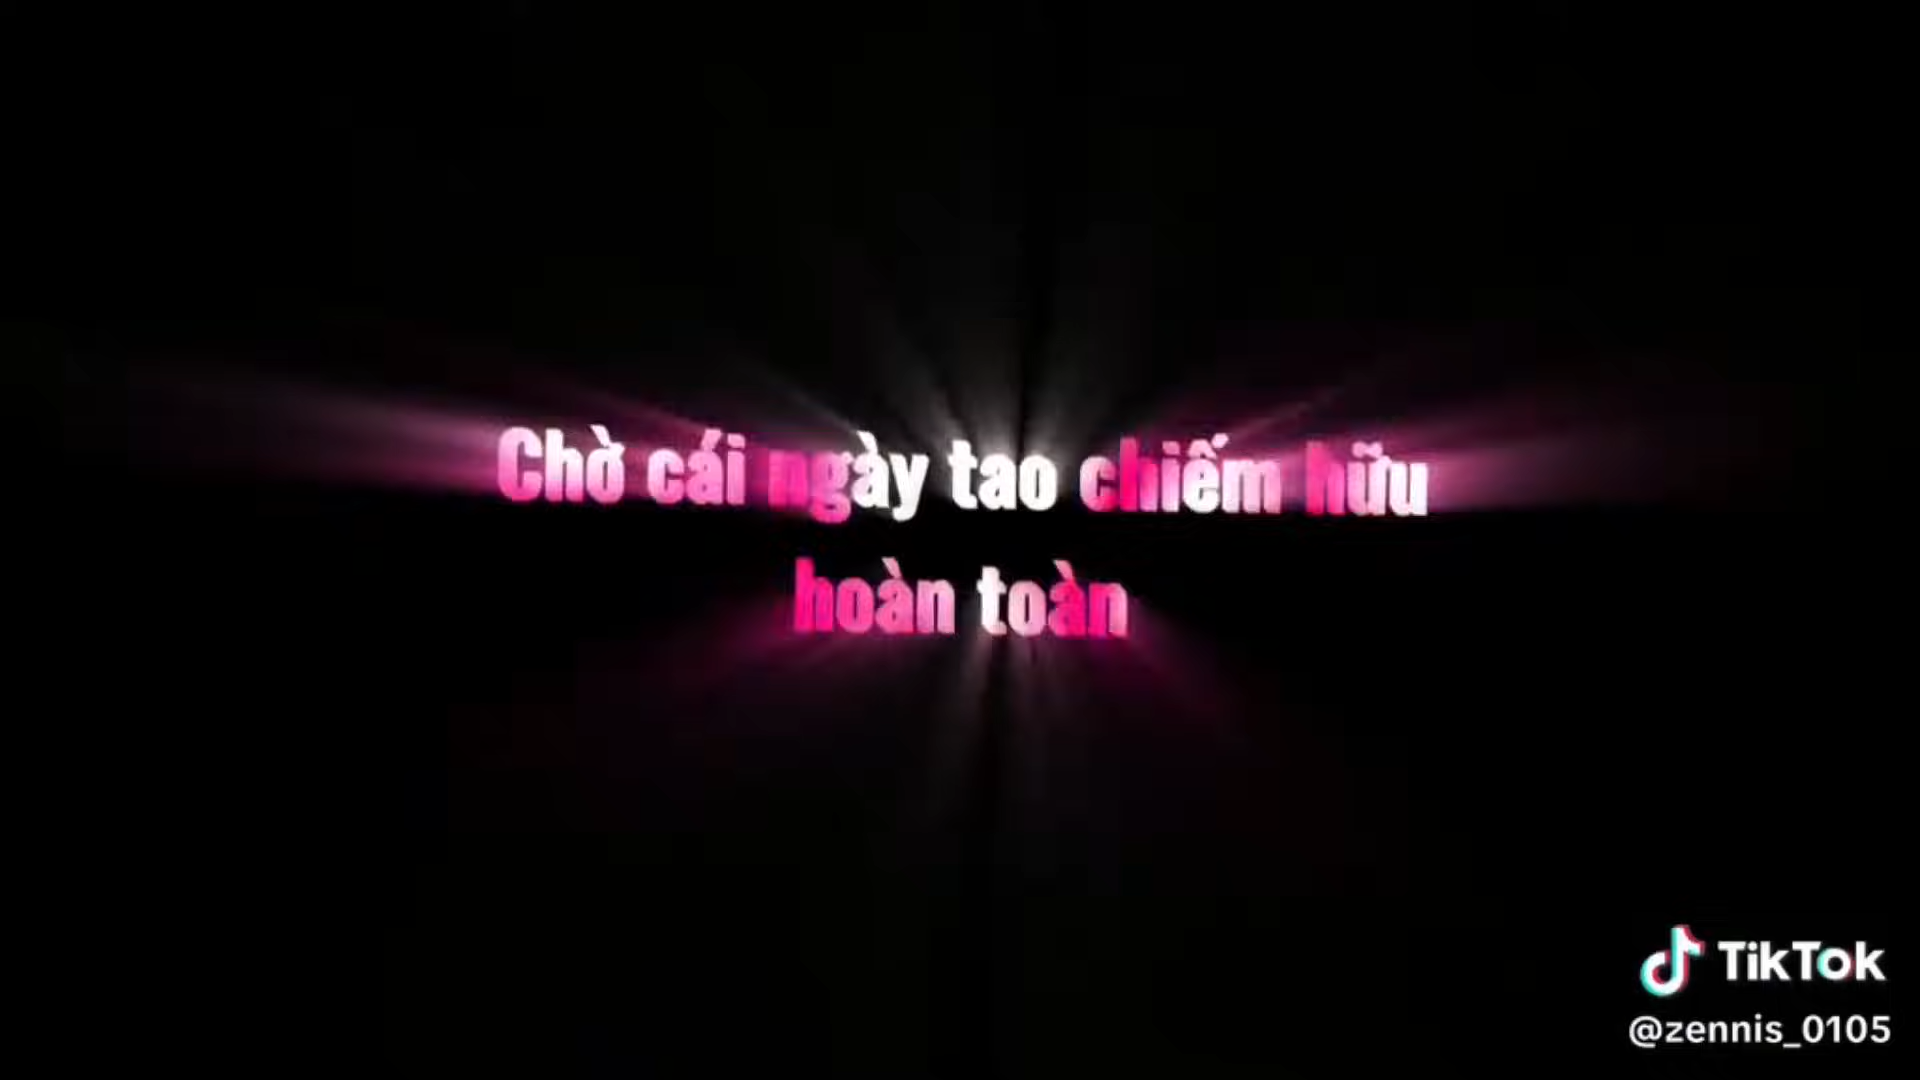 Chờ cái ngày tao chiếm hữu
hoàn toàn
TikTok
@zennis_0105